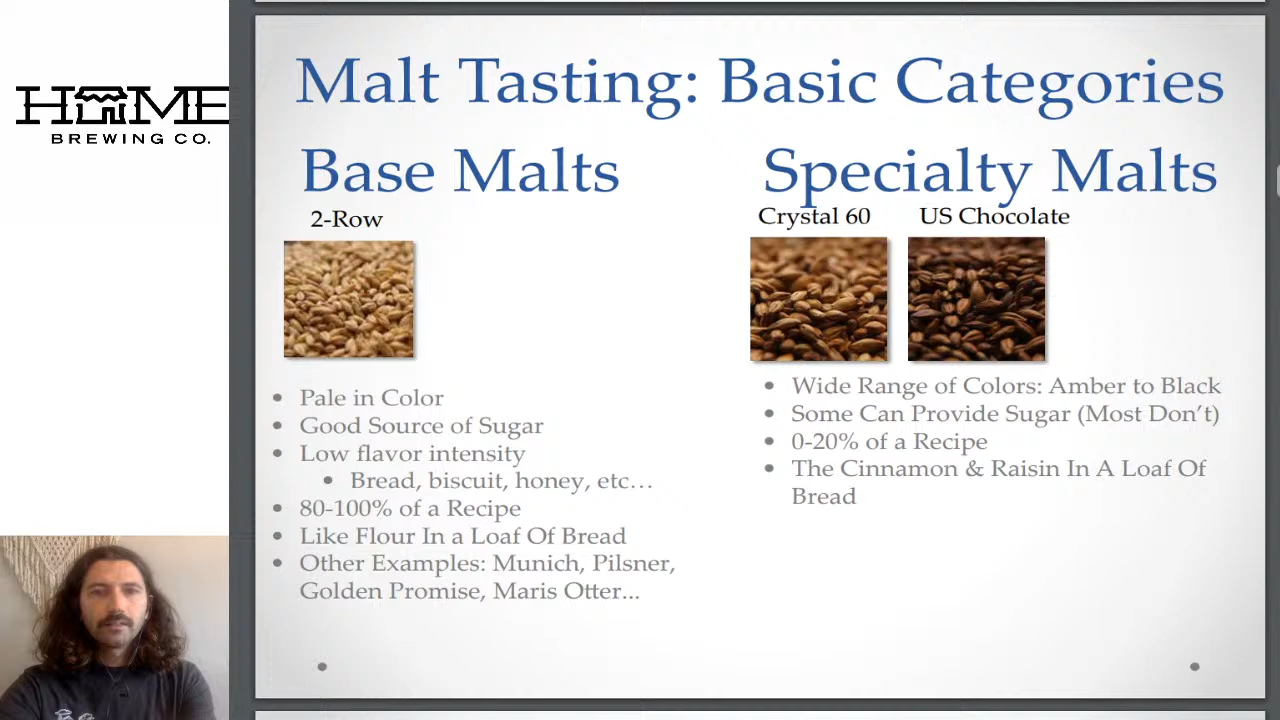 HOME
BREWING CO.
Malt Tasting: Basic Categories
Base Malts
2-Row
• Pale in Color
• Good Source of Sugar
• Low flavor intensity
• Bread, biscuit, honey, etc…
• 80-100% of a Recipe
• Like Flour In a Loaf Of Bread
• Other Examples: Munich, Pilsner,
Golden Promise, Maris Otter...
Specialty Malts
Crystal 60 US Chocolate
• Wide Range of Colors: Amber to Black
• Some Can Provide Sugar (Most Don't)
• 0-20% of a Recipe
• The Cinnamon & Raisin In A Loaf Of
Bread